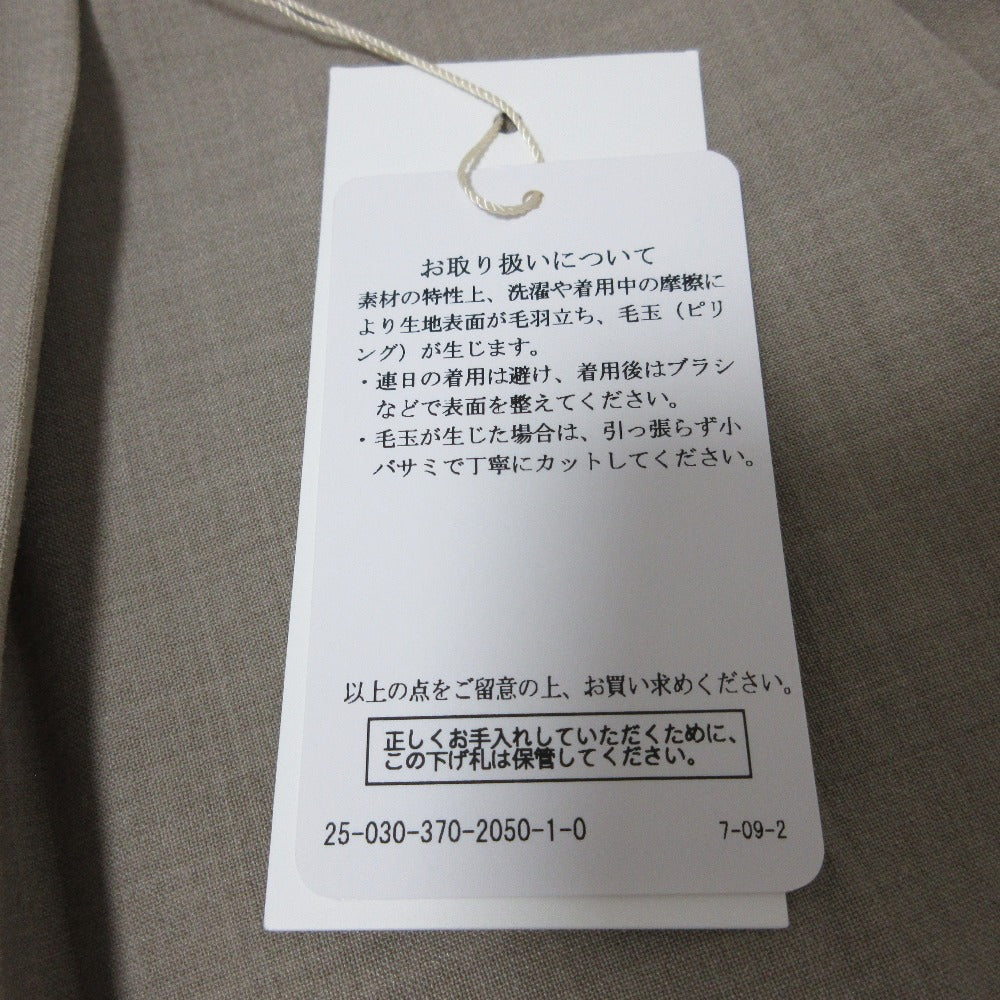 お取り扱いについて
素材の特性上、洗濯や着用中の摩擦に
より生地表面が毛羽立ち、毛玉（ピリ
ング）が生じます。
・連日の着用は避け、着用後はブラシ
などで表面を整えてください。
・毛玉が生じた場合は、引っ張らず小
バサミで丁寧にカットしてください。
以上の点をご留意の上、お買い求めください。
正しくお手入れしていただくために、
この下げ札は保管してください。
25-030-370-2050-1-0 7-09-2